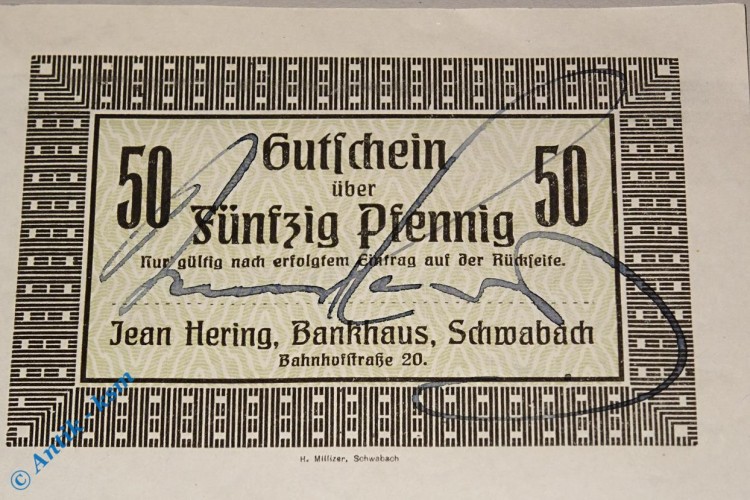 50 Gutschein 50
über
Fünfzig Pfennig
Nur gültig nach erfolgtem Eintrag auf der Rückseite.
Jean Hering, Bankhaus, Schwabach
Bahnhofstraße 20.
H. Millizer, Schwabach
© Antik - kom